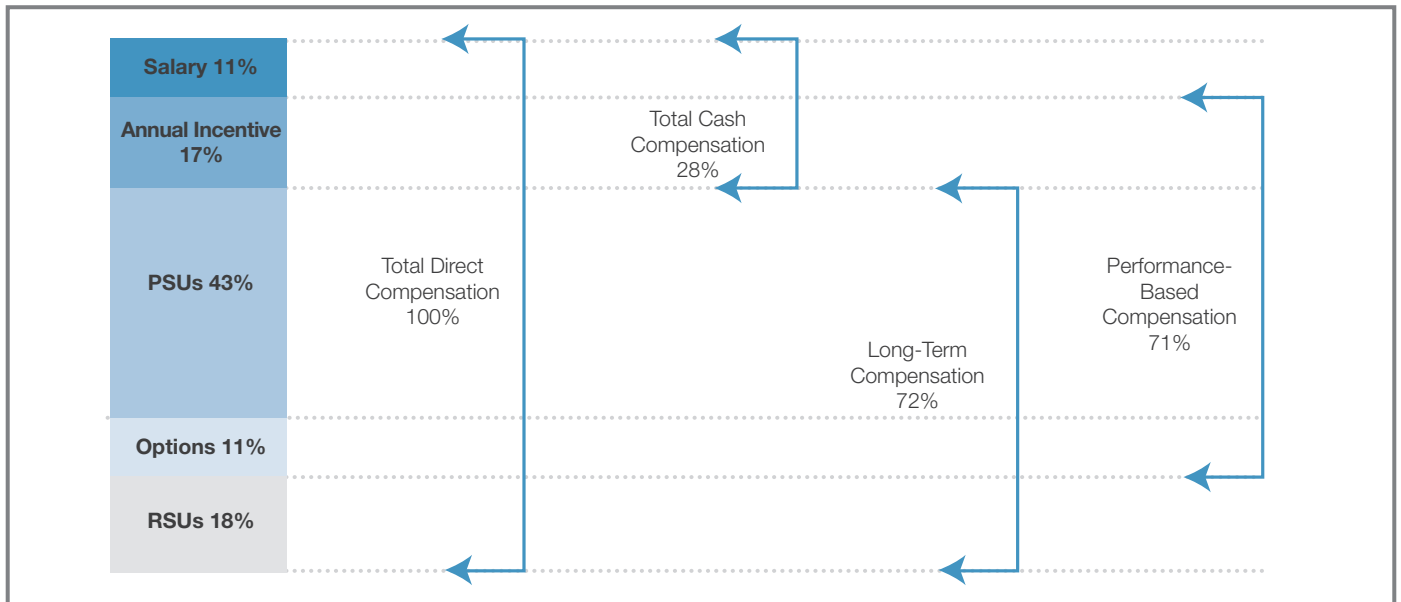 Salary 11%
Annual Incentive
17%
PSUs 43%
Options 11%
RSUs 18%
Total Direct
Compensation
100%
Total Cash
Compensation
28%
Long-Term
Compensation
72%
Performance-
Based
Compensation
71%